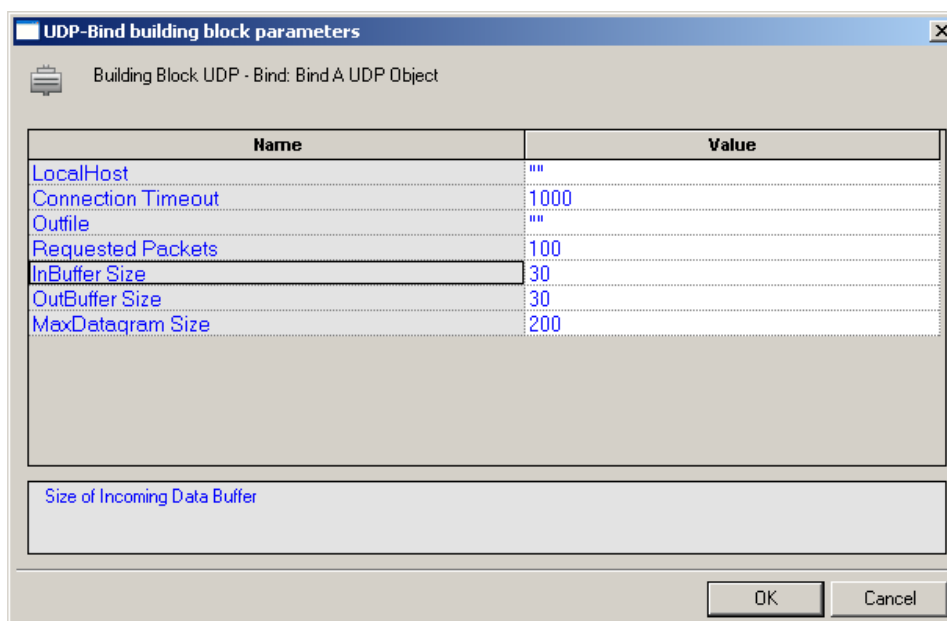 UDP-Bind building block parameters
Building Block UDP - Bind: Bind A UDP Object
Name Value
LocalHost ""
Connection Timeout 1000
Outfile ""
Requested Packets 100
InBuffer Size 30
OutBuffer Size 30
MaxDatagram Size 200
Size of Incoming Data Buffer
OK Cancel